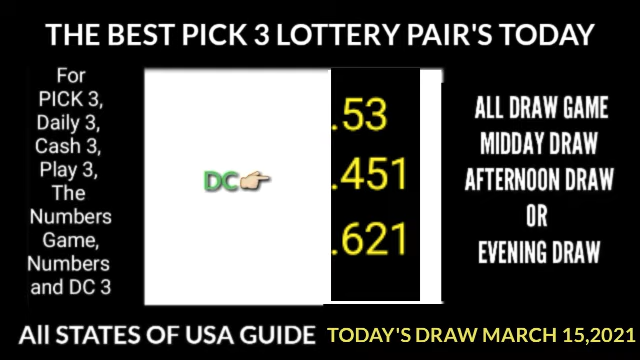 THE BEST PICK 3 LOTTERY PAIR'S TODAY
For
PICK 3,
Daily 3,
Cash 3,
Play 3,
The
Numbers
Game,
Numbers
and DC 3
DC
.53
.451
.621
ALL DRAW GAME
MIDDAY DRAW
AFTERNOON DRAW
OR
EVENING DRAW
All STATES OF USA GUIDE
TODAY'S DRAW MARCH 15,2021